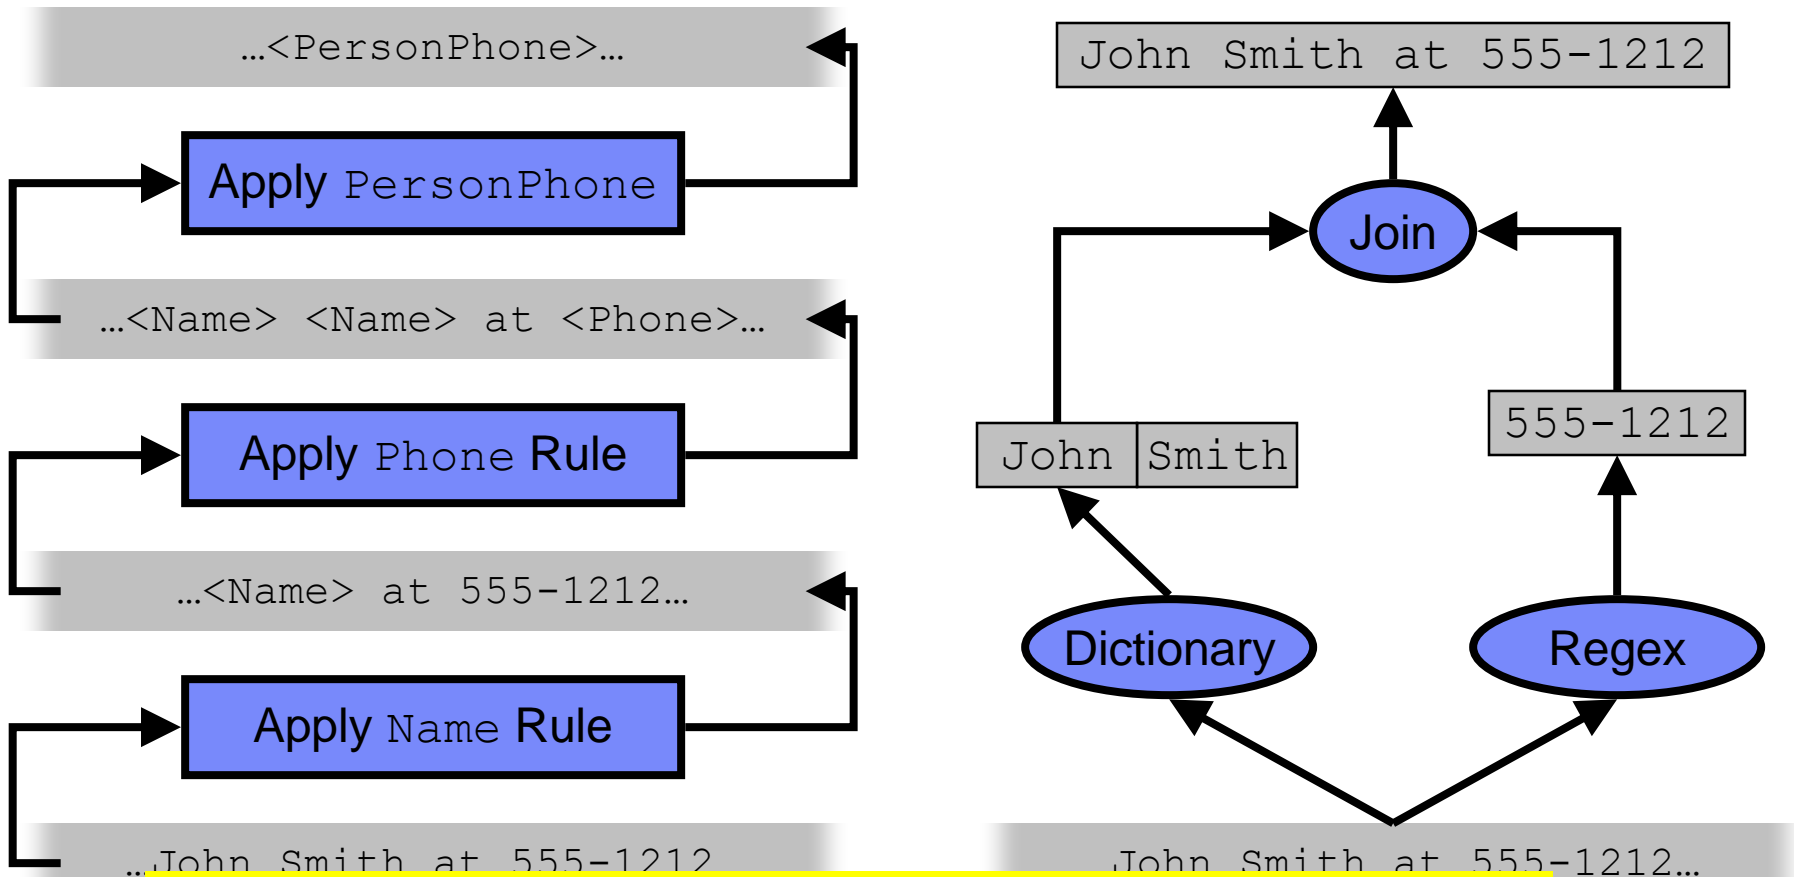 …<PersonPhone>…
Apply PersonPhone
…<Name> <Name> at <Phone>…
Apply Phone Rule
…<Name> at 555-1212…
Apply Name Rule
…John Smith at 555-1212
John Smith at 555-1212
Join
John Smith
555-1212
Dictionary
Regex
John Smith at 555-1212…